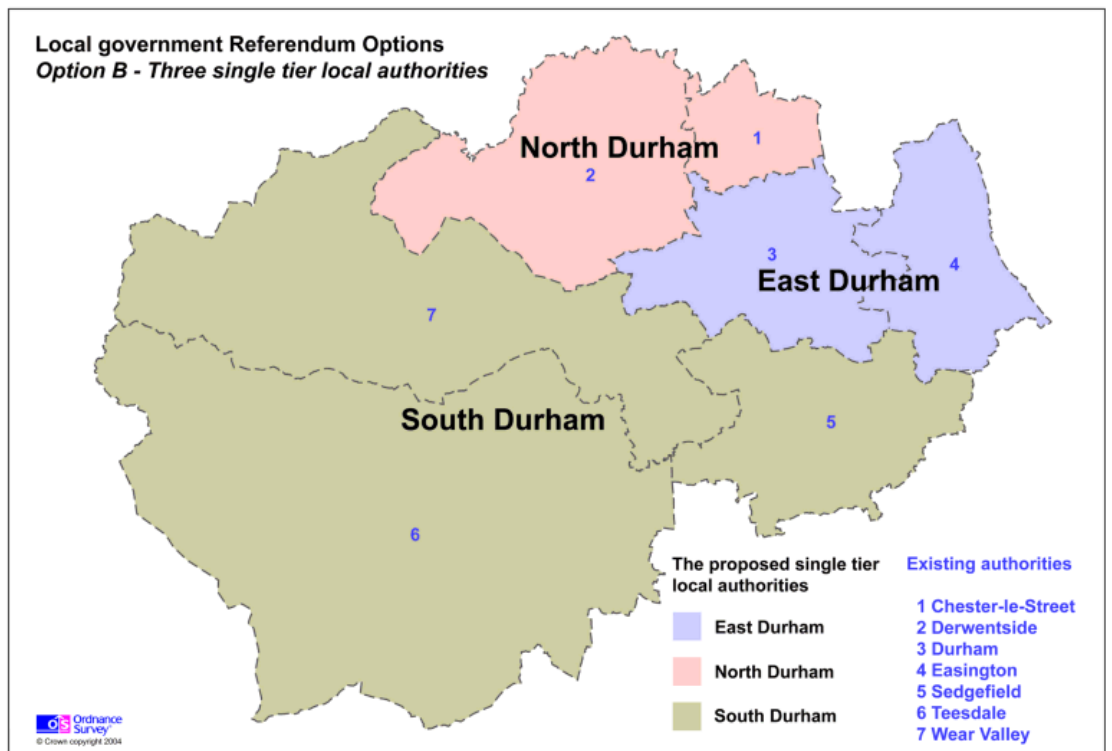 Local government Referendum Options
Option B - Three single tier local authorities
1
North Durham
2
3
4
East Durham
7
South Durham
5
6
The proposed single tier
local authorities
East Durham
North Durham
South Durham
Existing authorities
1 Chester-le-Street
2 Derwentside
3 Durham
4 Easington
5 Sedgefield
6 Teesdale
7 Wear Valley
OS Ordnance
Survey®
© Crown copyright 2004